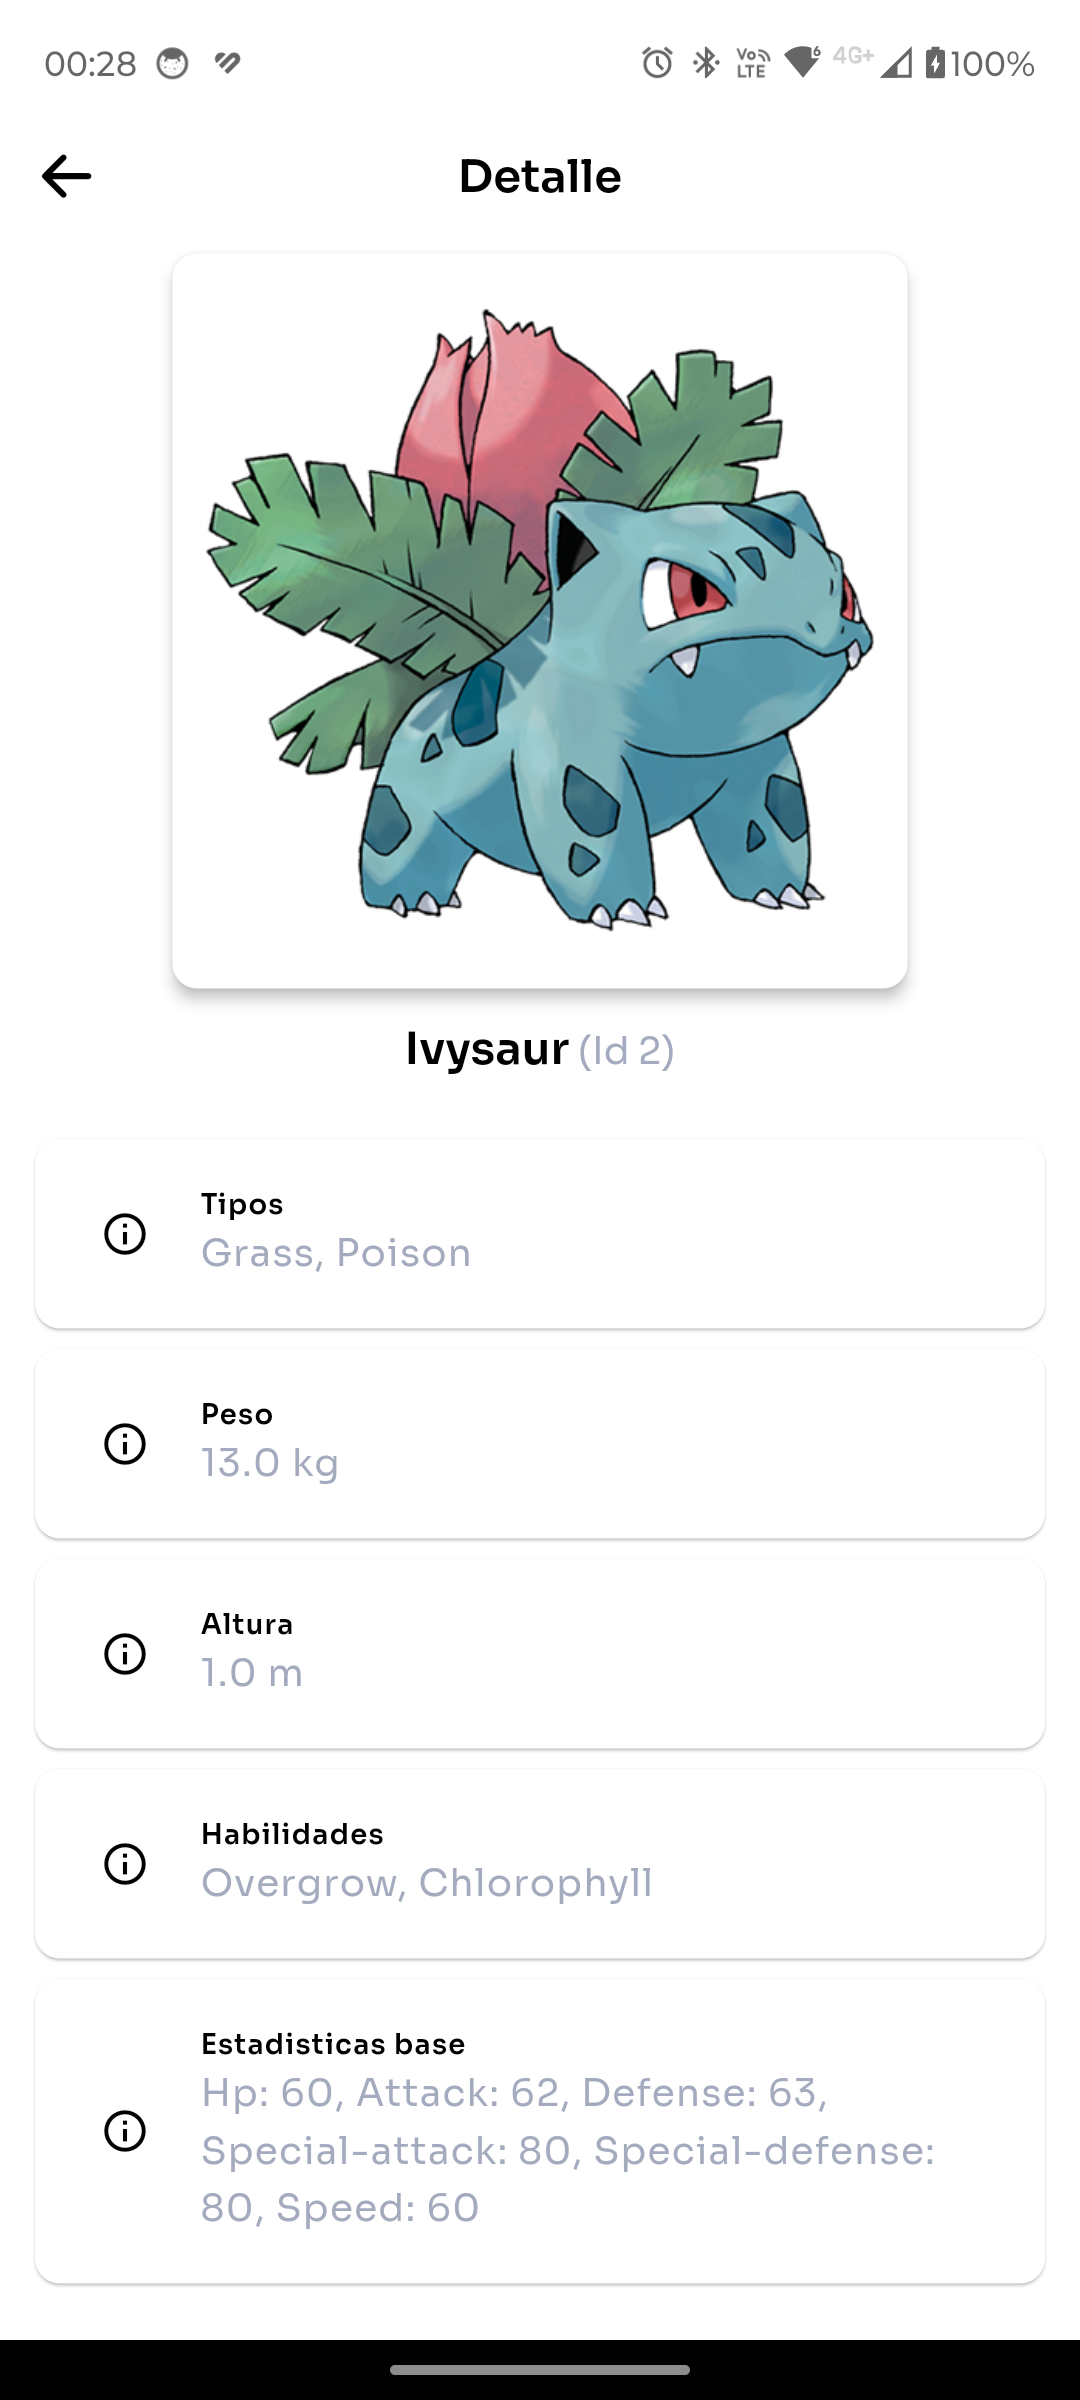 00:28 Vo LTE 6 4G+ 100%
Detalle
Ivysaur (Id 2)
Tipos
Grass, Poison
Peso
13.0 kg
Altura
1.0 m
Habilidades
Overgrow, Chlorophyll
Estadisticas base
Hp: 60, Attack: 62, Defense: 63,
Special-attack: 80, Special-defense:
80, Speed: 60